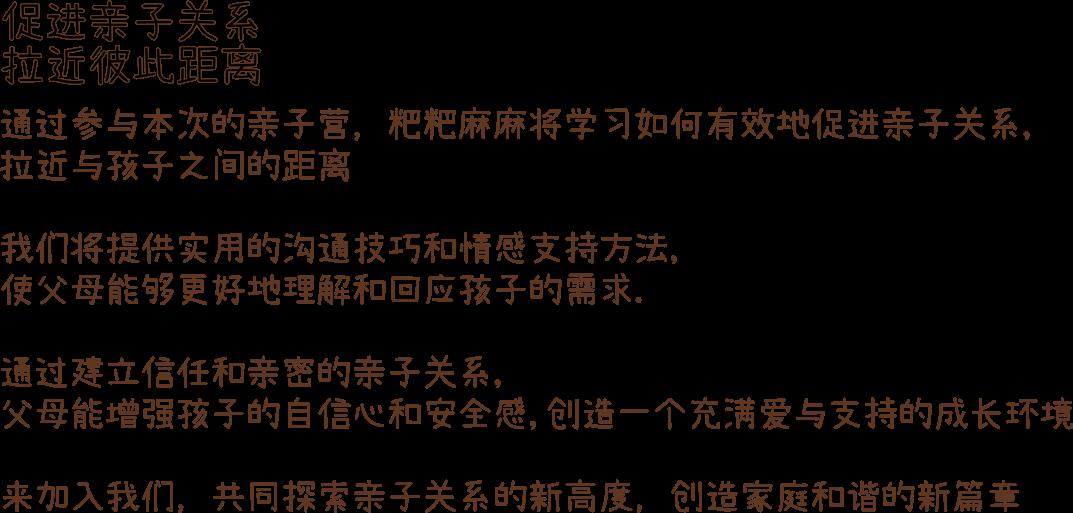 促进亲子关系
拉近彼此距离
通过参与本次的亲子营，粑粑麻麻将学习如何有效地促进亲子关系，
拉近与孩子之间的距离
我们将提供实用的沟通技巧和情感支持方法，
使父母能够更好地理解和回应孩子的需求.
通过建立信任和亲密的亲子关系，
父母能增强孩子的自信心和安全感,创造一个充满爱与支持的成长环境
来加入我们，共同探索亲子关系的新高度，创造家庭和谐的新篇章